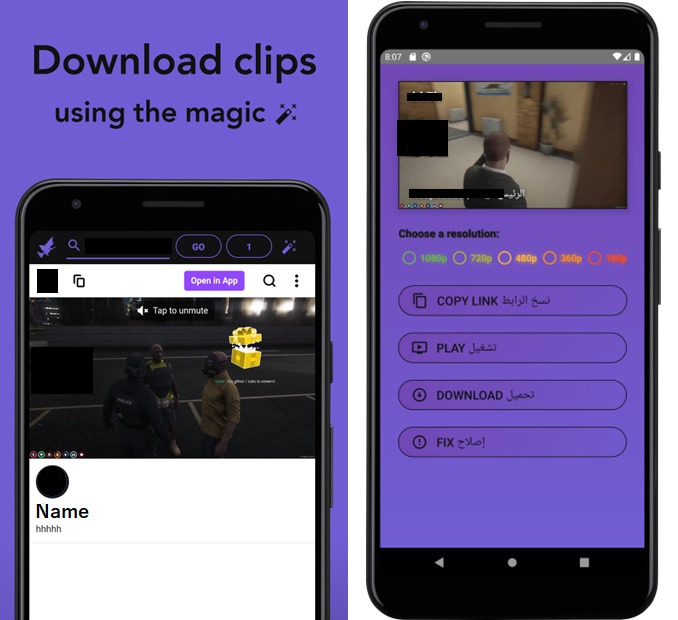 Download clips
using the magic
GO
1
Open in App
Tap to unmute
Name
hhhhh
8:07
الرئيس
Choose a resolution:
1080p
720p
480p
360p
160p
COPY LINK نسخ الرابط
PLAY تشغيل
DOWNLOAD تحميل
FIX إصلاح